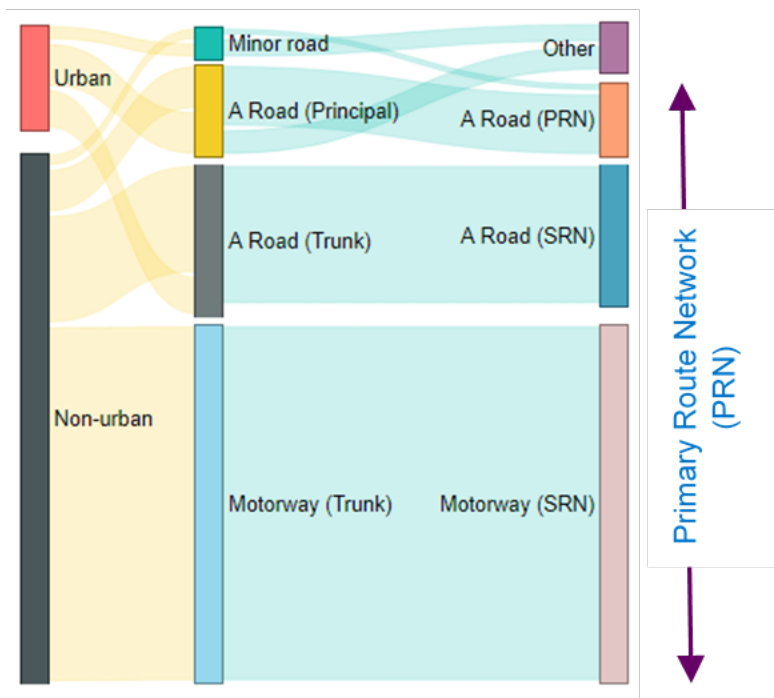 Urban
Non-urban
Minor road
A Road (Principal)
A Road (Trunk)
Motorway (Trunk)
Other
A Road (PRN)
A Road (SRN)
Motorway (SRN)
Primary Route Network
(PRN)